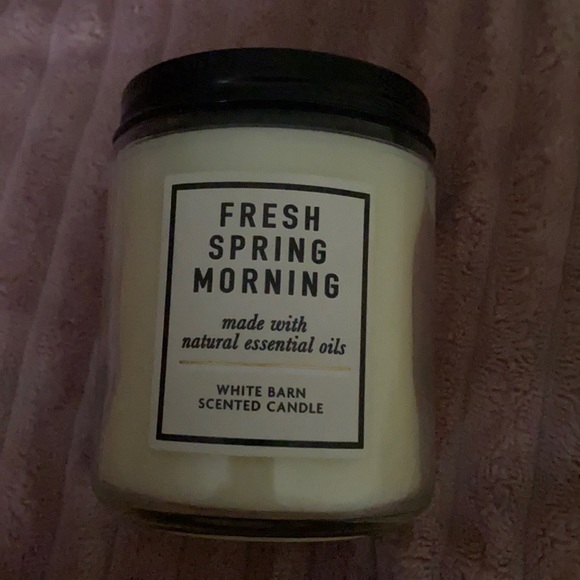 FRESH
SPRING
MORNING
made with
natural essential oils
WHITE BARN
SCENTED CANDLE